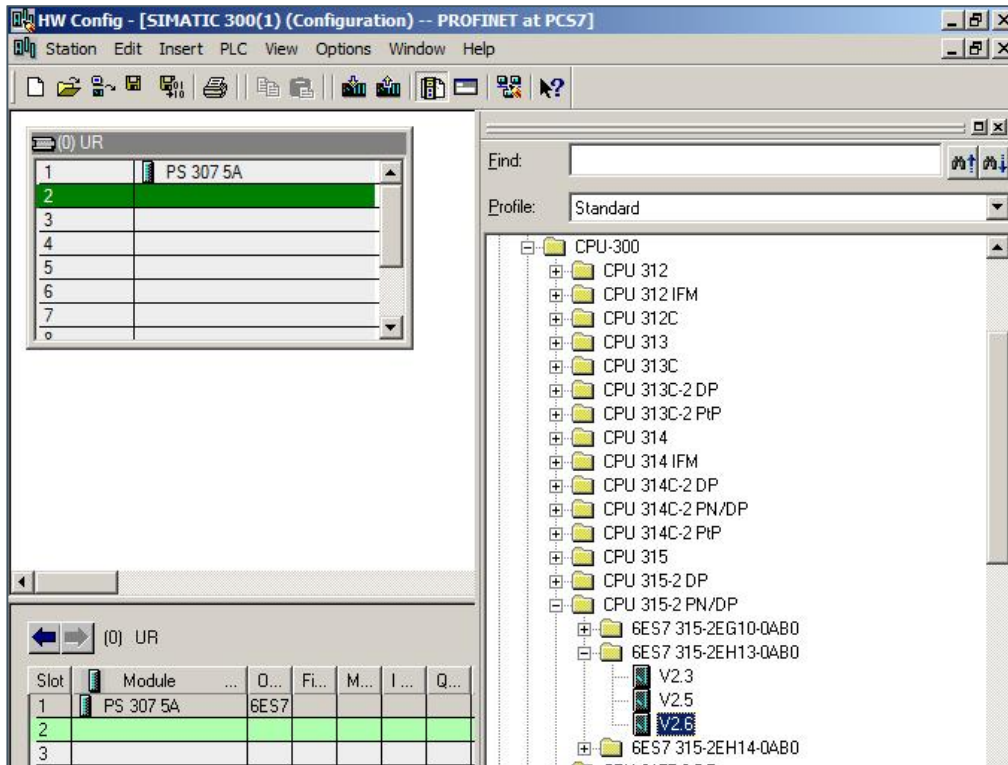 HW Config - [SIMATIC 300(1) (Configuration) -- PROFINET at PCS7]
Station Edit Insert PLC View Options Window Help
(0) UR
1 PS 307 5A
2
3
4
5
6
7
Find:
Profile: Standard
CPU-300
CPU 312
CPU 312 IFM
CPU 312C
CPU 313
CPU 313C
CPU 313C-2 DP
CPU 313C-2 PtP
CPU 314
CPU 314 IFM
CPU 314C-2 DP
CPU 314C-2 PN/DP
CPU 314C-2 PtP
CPU 315
CPU 315-2 DP
CPU 315-2 PN/DP
6ES7 315-2EG10-0AB0
6ES7 315-2EH13-0AB0
V2.3
V2.5
V2.6
6ES7 315-2EH14-0AB0
(0) UR
Slot Module ... O... Fi... M... I... Q...
1 PS 307 5A 6ES7
2
3